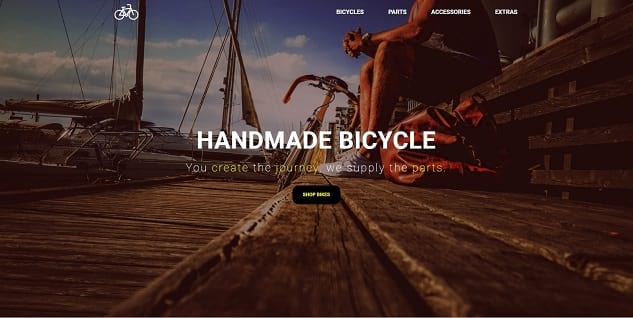 BICYCLES PARTS ACCESSORIES EXTRAS
HANDMADE BICYCLE
You create the journey, we supply the parts.
SHOP BIKES